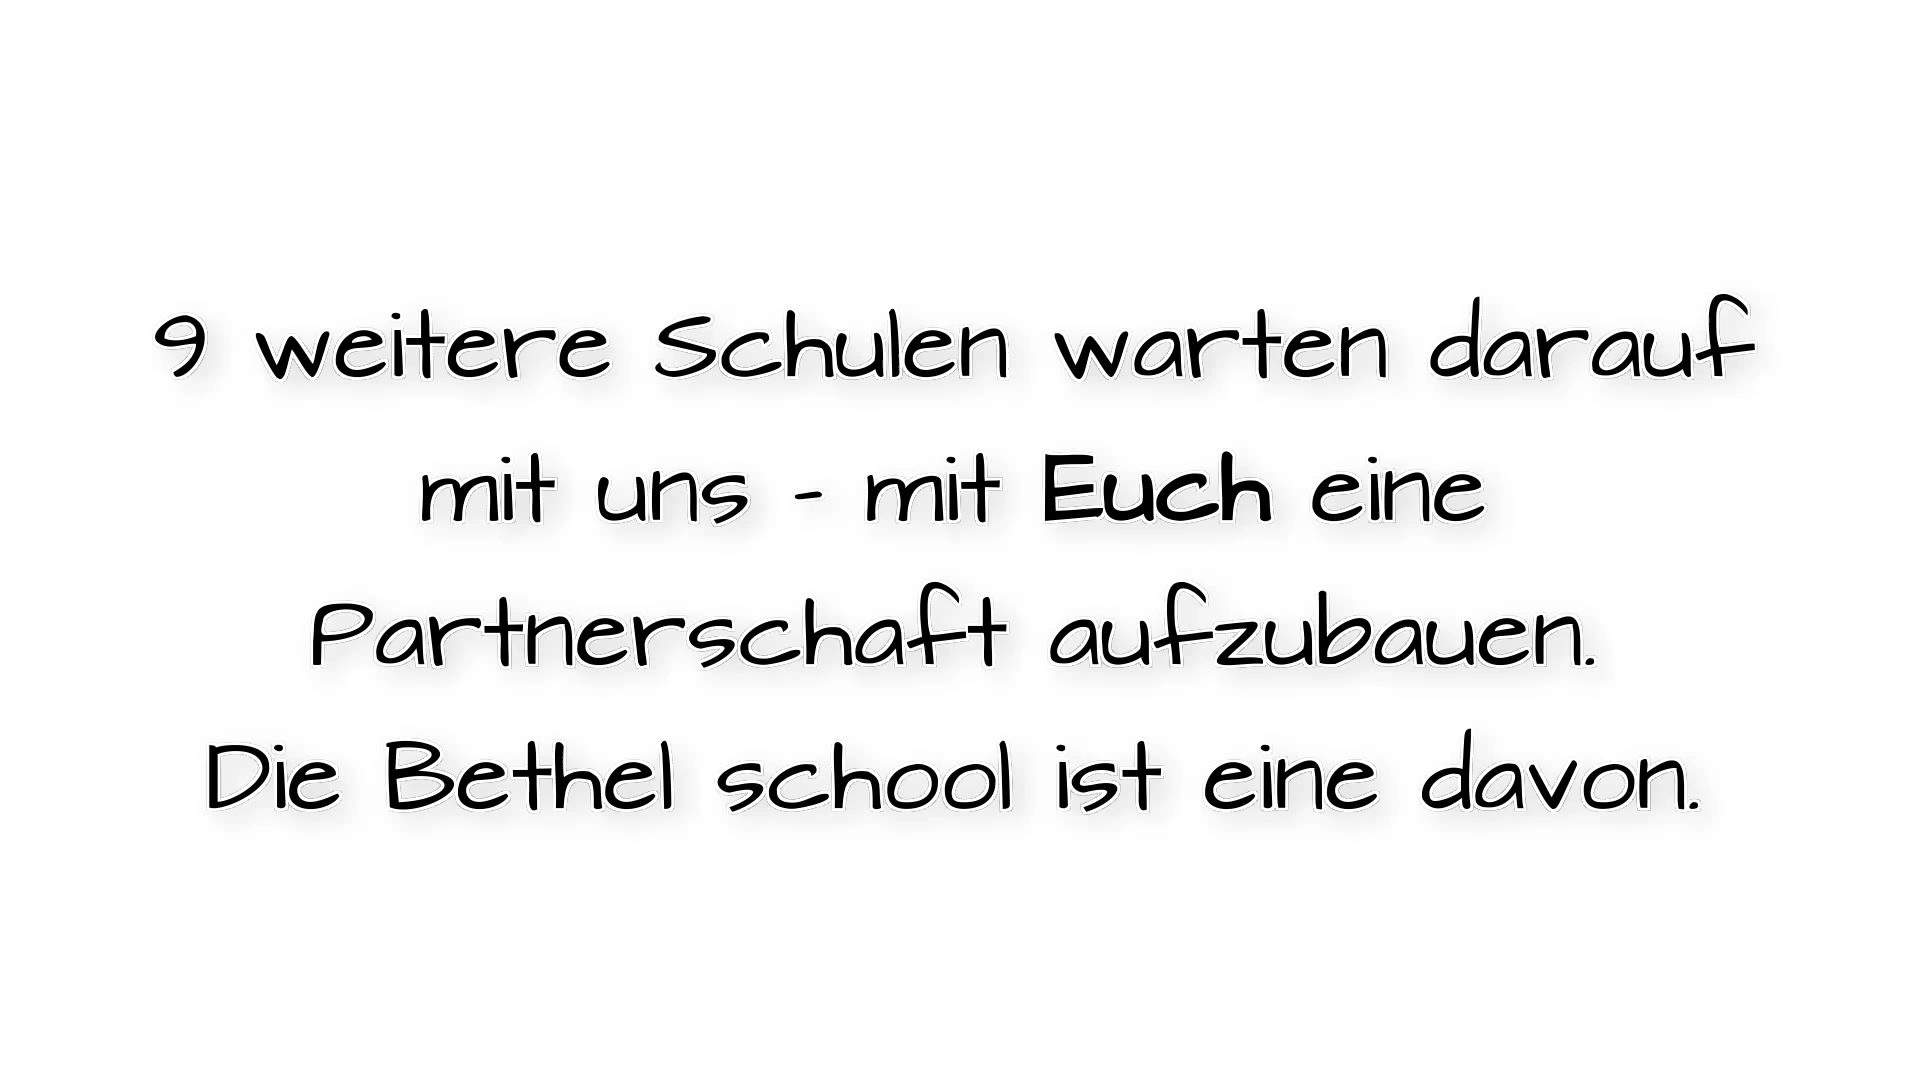 9 weitere Schulen warten darauf
mit uns - mit Euch eine
Partnerschaft aufzubauen.
Die Bethel school ist eine davon.